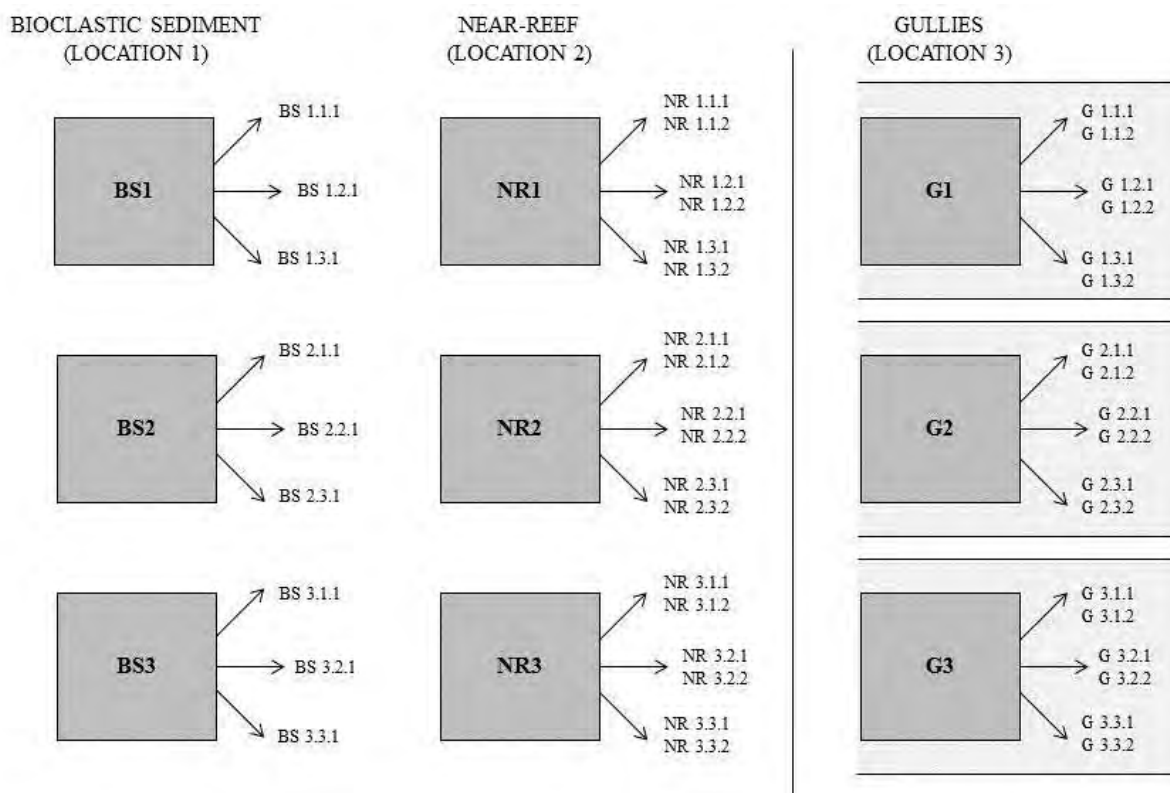 BIOCLASTIC SEDIMENT
(LOCATION 1)
BS1
BS 1.1.1
BS 1.2.1
BS 1.3.1
BS2
BS 2.1.1
BS 2.2.1
BS 2.3.1
BS3
BS 3.1.1
BS 3.2.1
BS 3.3.1
NEAR-REEF
(LOCATION 2)
NR1
NR 1.1.1
NR 1.1.2
NR 1.2.1
NR 1.2.2
NR 1.3.1
NR 1.3.2
NR2
NR 2.1.1
NR 2.1.2
NR 2.2.1
NR 2.2.2
NR 2.3.1
NR 2.3.2
NR3
NR 3.1.1
NR 3.1.2
NR 3.2.1
NR 3.2.2
NR 3.3.1
NR 3.3.2
GULLIES
(LOCATION 3)
G1
G 1.1.1
G 1.1.2
G 1.2.1
G 1.2.2
G 1.3.1
G 1.3.2
G2
G 2.1.1
G 2.1.2
G 2.2.1
G 2.2.2
G 2.3.1
G 2.3.2
G3
G 3.1.1
G 3.1.2
G 3.2.1
G 3.2.2
G 3.3.1
G 3.3.2